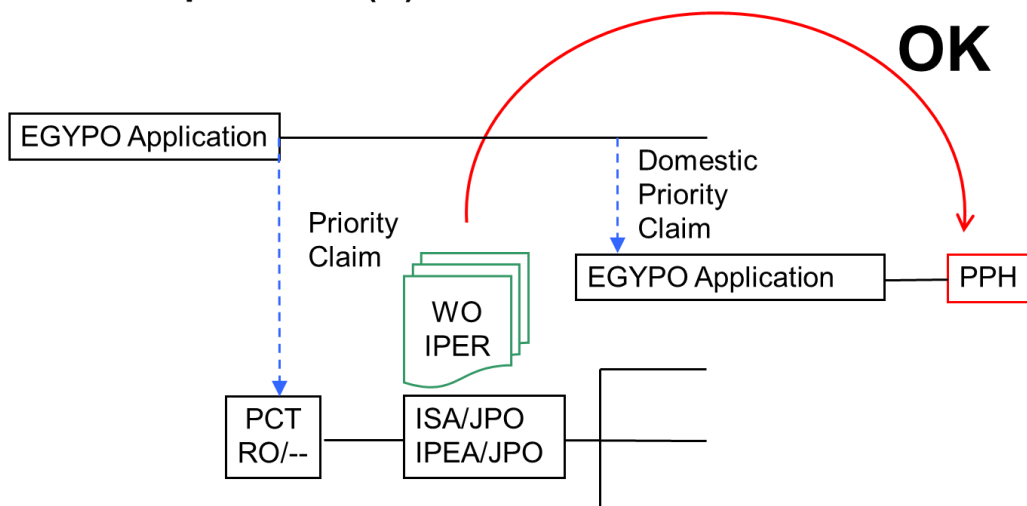 OK
EGYPO Application
Domestic
Priority
Claim
Priority
Claim
EGYPO Application
PPH
WO
IPER
PCT
RO/--
ISA/JPO
IPEA/JPO